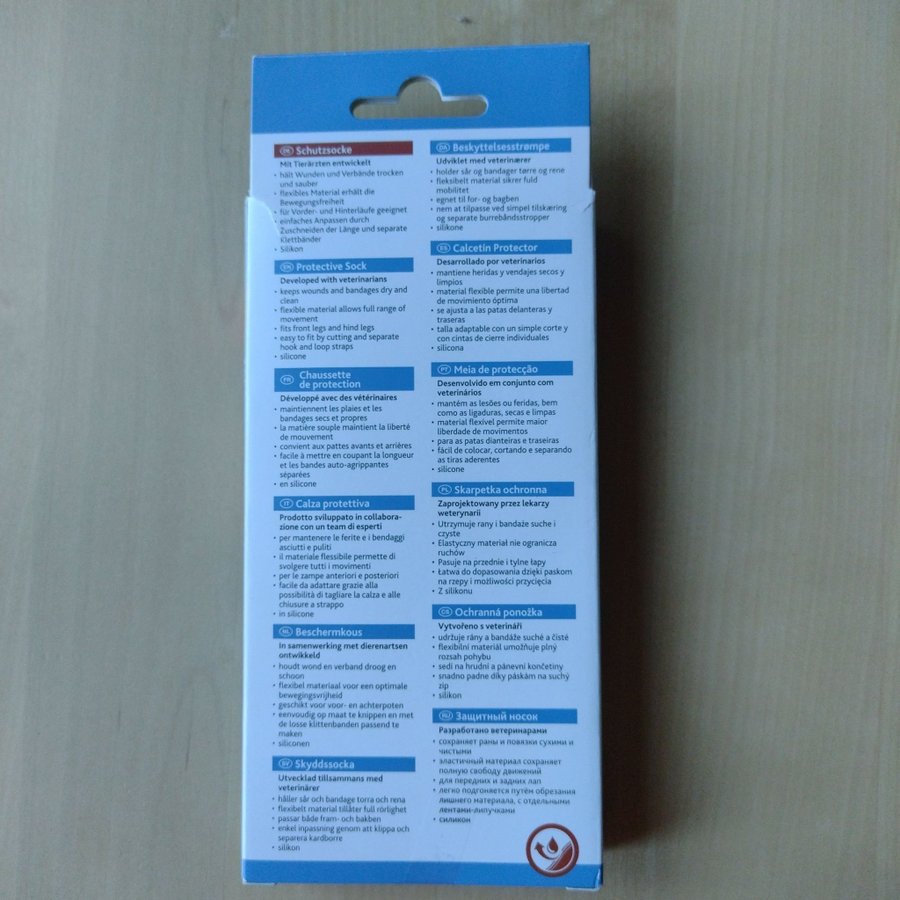 DE Schutzsocke
Mit Tierärzten entwickelt
• hält Wunden und Verbände trocken
und sauber
• flexibles Material erhält die
Bewegungsfreiheit
• für Vorder- und Hinterläufe geeignet
• einfaches Anpassen durch
Zuschneiden der Länge und separate
Klettbänder
• Silikon
EN Protective Sock
Developed with veterinarians
• keeps wounds and bandages dry and
clean
• flexible material allows full range of
movement
• fits front legs and hind legs
• easy to fit by cutting and separate
hook and loop straps
• silicone
FR Chaussette
de protection
Développé avec des vétérinaires
• maintiennent les plaies et les
bandages secs et propres
• la matière souple maintient la liberté
de mouvement
• convient aux pattes avants et arrières
• facile à mettre en coupant la longueur
et les bandes auto-agrippantes
séparées
• en silicone
IT Calza protettiva
Prodotto sviluppato in collabora-
zione con un team di esperti
• per mantenere le ferite e i bendaggi
asciutti e puliti
• il materiale flessibile permette di
svolgere tutti i movimenti
• per le zampe anteriori e posteriori
• facile da adattare grazie alla
possibilità di tagliare la calza e alle
chiusure a strappo
• in silicone
NL Beschermkous
In samenwerking met dierenartsen
ontwikkeld
• houdt wond en verband droog en
schoon
• flexibel materiaal voor een optimale
bewegingsvrijheid
• geschikt voor voor- en achterpoten
• eenvoudig op maat te knippen en met
de losse klittenbanden passend te
maken
• siliconen
SV Skyddssocka
Utvecklad tillsammans med
veterinärer
• håller sår och bandage torra och rena
• flexibelt material tillåter full rörlighet
• passar både fram- och bakben
• enkel inpassning genom att klippa och
separera kardborre
• silikon
DA Beskyttelsesstrømpe
Udviklet med veterinærer
• holder sår og bandager tørre og rene
• fleksibelt material sikrer fuld
mobilitet
• egnet til for- og bagben
• nem at tilpasse ved simpel tilskæring
og separate burrebåndsstropper
• silikone
ES Calcetín Protector
Desarrollado por veterinarios
• mantiene heridas y vendajes secos y
limpios
• material flexible permite una libertad
de movimiento óptima
• se ajusta a las patas delanteras y
traseras
• talla adaptable con un simple corte y
con cintas de cierre individuales
• silicona
PT Meia de protecção
Desenvolvido em conjunto com
veterinários
• mantém as lesões ou feridas, bem
como as ligaduras, secas e limpas
• material flexível permite maior
liberdade de movimentos
• para as patas dianteiras e traseiras
• fácil de colocar, cortando e separando
as tiras aderentes
• silicone
PL Skarpetka ochronna
Zaprojektowany przez lekarzy
weterynarii
• Utrzymuje rany i bandaże suche i
czyste
• Elastyczny materiał nie ogranicza
ruchów
• Pasuje na przednie i tylne łapy
• Łatwa do dopasowania dzięki paskom
na rzepy i możliwości przycięcia
• Z silikonu
CS Ochranná ponožka
Vytvořeno s veterináři
• udržuje rány a bandáže suché a čisté
• flexibilní materiál umožňuje plný
rozsah pohybu
• sedí na hrudní a pánevní končetiny
• snadno padne díky páskám na suchý
zip
• silikon
RU Защитный носок
Разработано ветеринарами
• сохраняет раны и повязки сухими и
чистыми
• эластичный материал сохраняет
полную свободу движений
• для передних и задних лап
• легко подгоняется путём обрезания
лишнего материала, с отдельными
лентами-липучками
• силикон